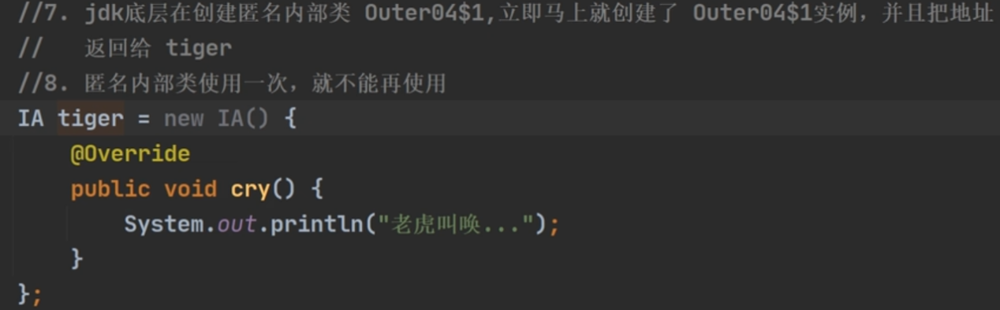 //7. jdk底层在创建匿名内部类 Outer04$1,立即马上就创建了 Outer04$1实例，并且把地址
//   返回给 tiger
//8. 匿名内部类使用一次，就不能再使用
IA tiger = new IA() {
    @Override
    public void cry() {
        System.out.println("老虎叫唤...");
    }
};